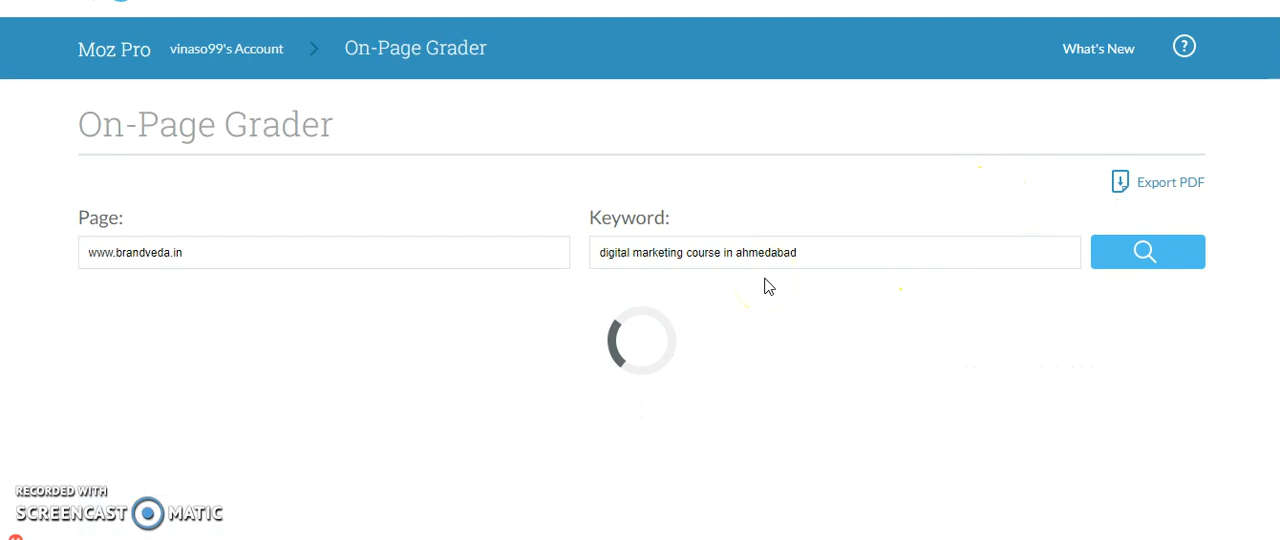 Moz Pro vinaso99's Account On-Page Grader What's New ?
On-Page Grader
Export PDF
Page: Keyword:
www.brandveda.in digital marketing course in ahmedabad
RECORDED WITH
SCREENCAST MATIC